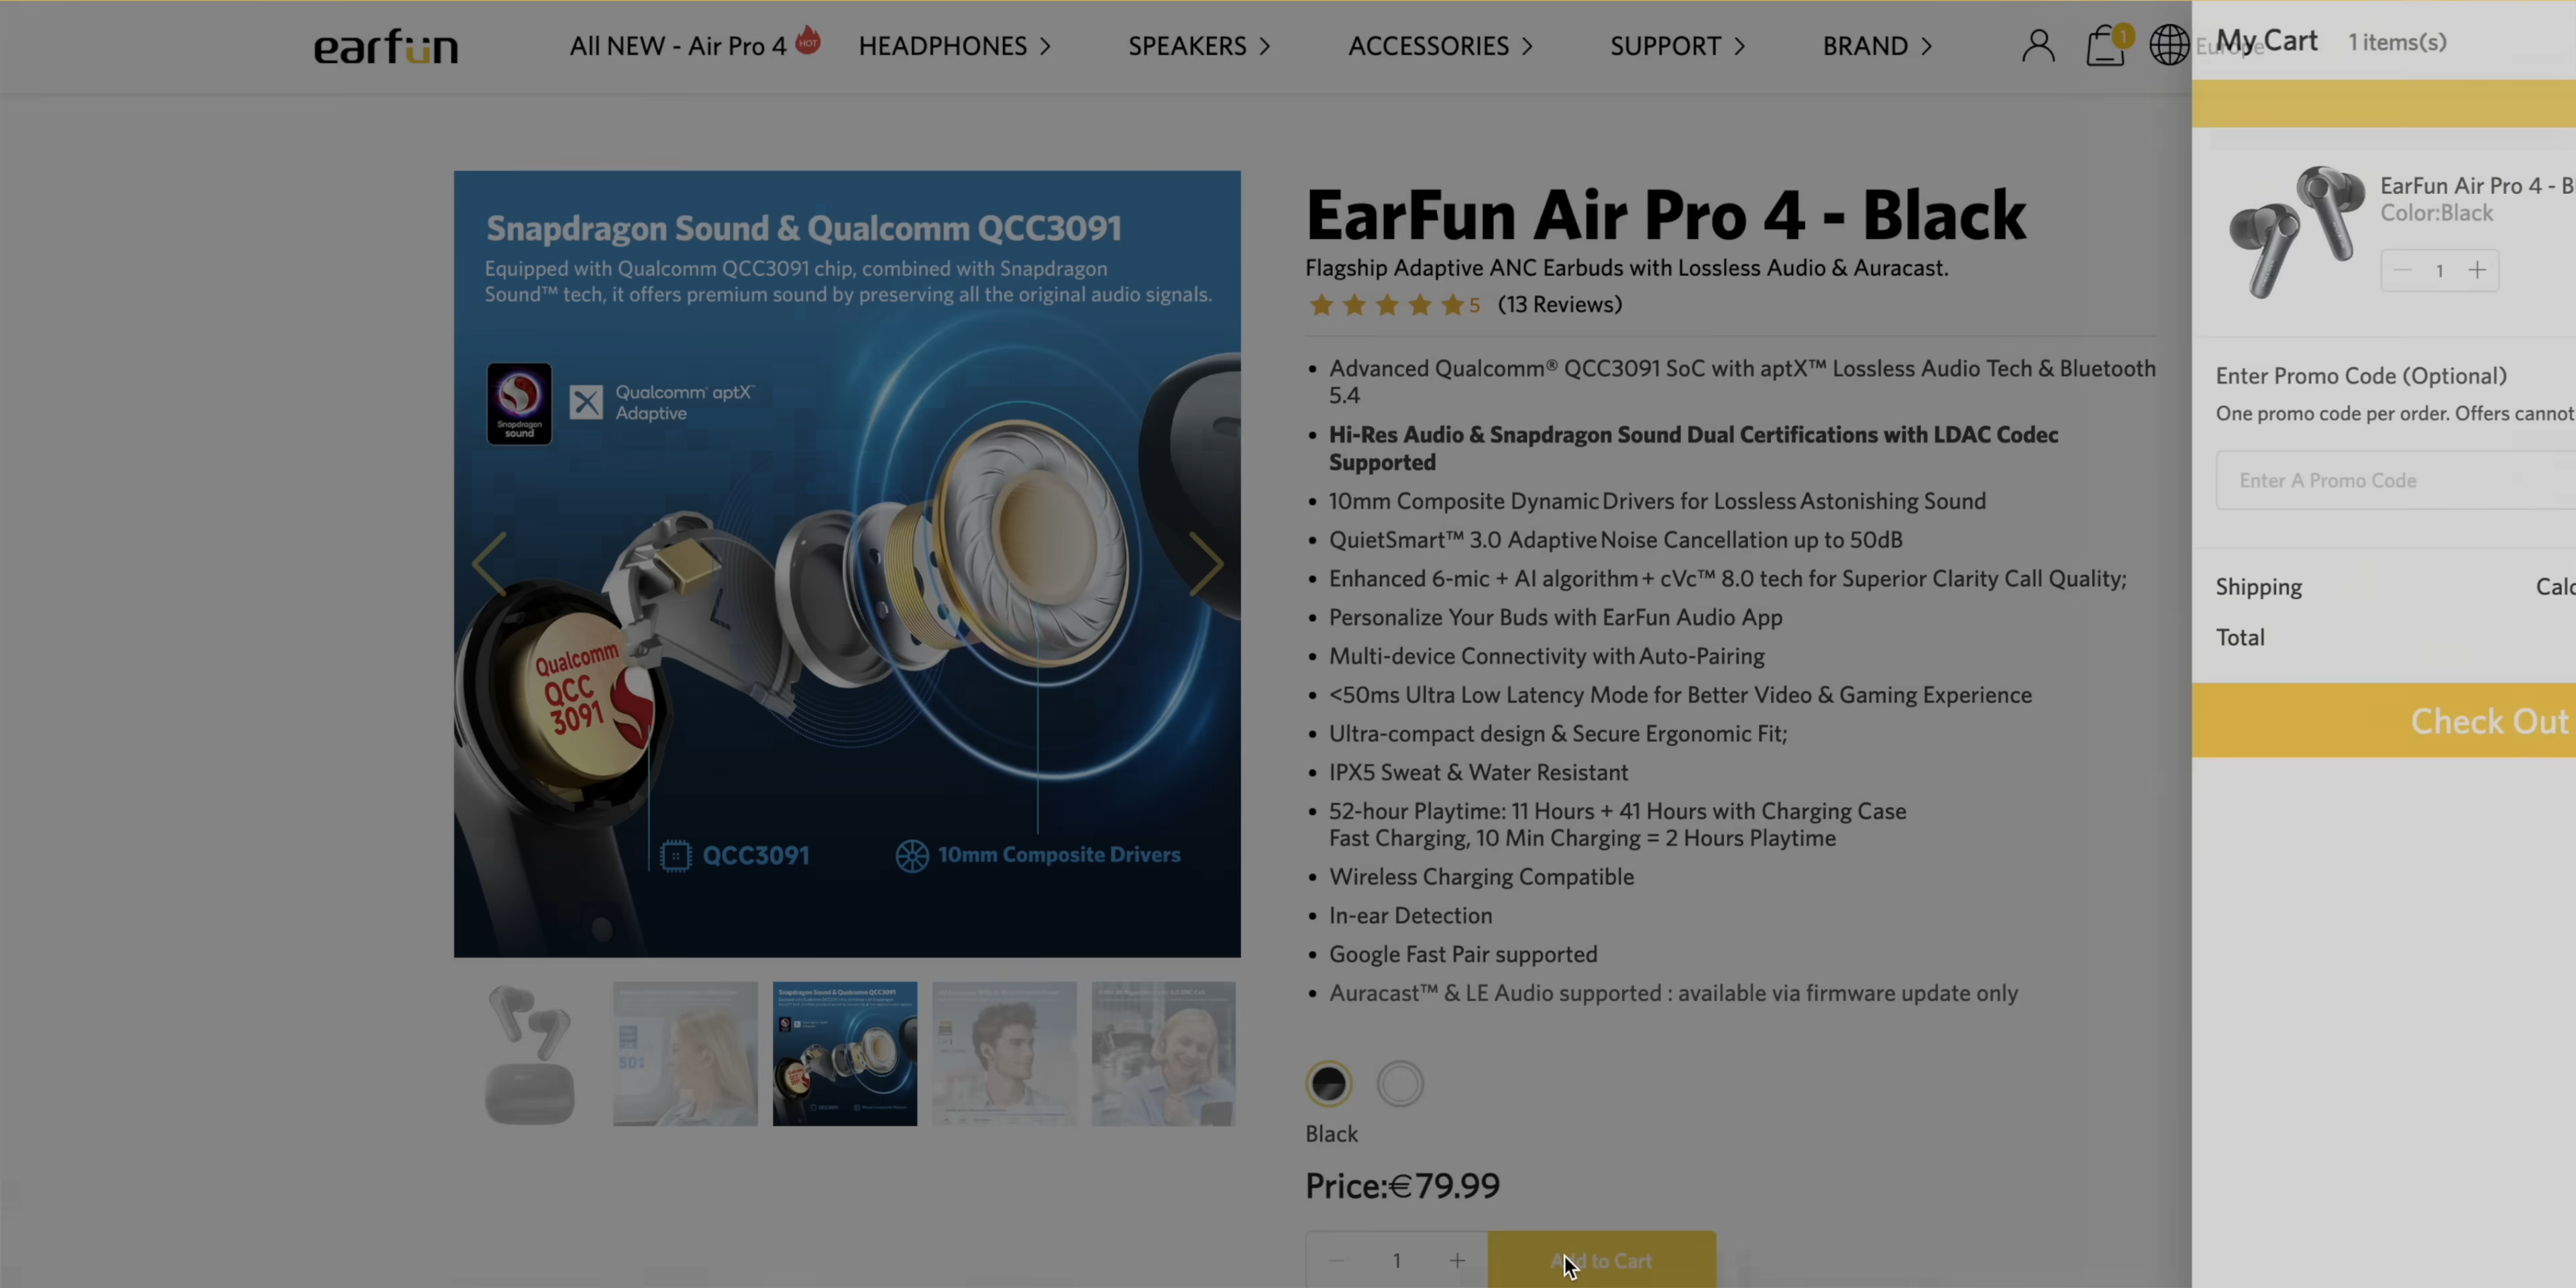 earfun
All NEW - Air Pro 4 HOT
HEADPHONES
SPEAKERS
ACCESSORIES
SUPPORT
BRAND
1
Europe
My Cart 1 items(s)
Snapdragon Sound & Qualcomm QCC3091
Equipped with Qualcomm QCC3091 chip, combined with Snapdragon
Sound™ tech, it offers premium sound by preserving all the original audio signals.
Snapdragon
sound
Qualcomm® aptX™
Adaptive
Qualcomm
QCC
3091
QCC3091
10mm Composite Drivers
Snapdragon Sound & Qualcomm QCC3091
EarFun Air Pro 4 - Black
Flagship Adaptive ANC Earbuds with Lossless Audio & Auracast.
5 (13 Reviews)
• Advanced Qualcomm® QCC3091 SoC with aptX™ Lossless Audio Tech & Bluetooth
5.4
• Hi-Res Audio & Snapdragon Sound Dual Certifications with LDAC Codec
Supported
• 10mm Composite Dynamic Drivers for Lossless Astonishing Sound
• QuietSmart™ 3.0 Adaptive Noise Cancellation up to 50dB
• Enhanced 6-mic + AI algorithm + cVc™ 8.0 tech for Superior Clarity Call Quality;
• Personalize Your Buds with EarFun Audio App
• Multi-device Connectivity with Auto-Pairing
• <50ms Ultra Low Latency Mode for Better Video & Gaming Experience
• Ultra-compact design & Secure Ergonomic Fit;
• IPX5 Sweat & Water Resistant
• 52-hour Playtime: 11 Hours + 41 Hours with Charging Case
Fast Charging, 10 Min Charging = 2 Hours Playtime
• Wireless Charging Compatible
• In-ear Detection
• Google Fast Pair supported
• Auracast™ & LE Audio supported : available via firmware update only
Black
Price:€79.99
− 1 +
Add to Cart
EarFun Air Pro 4 - B
Color:Black
− 1 +
Enter Promo Code (Optional)
One promo code per order. Offers cannot
Enter A Promo Code
Shipping Calc
Total
Check Out